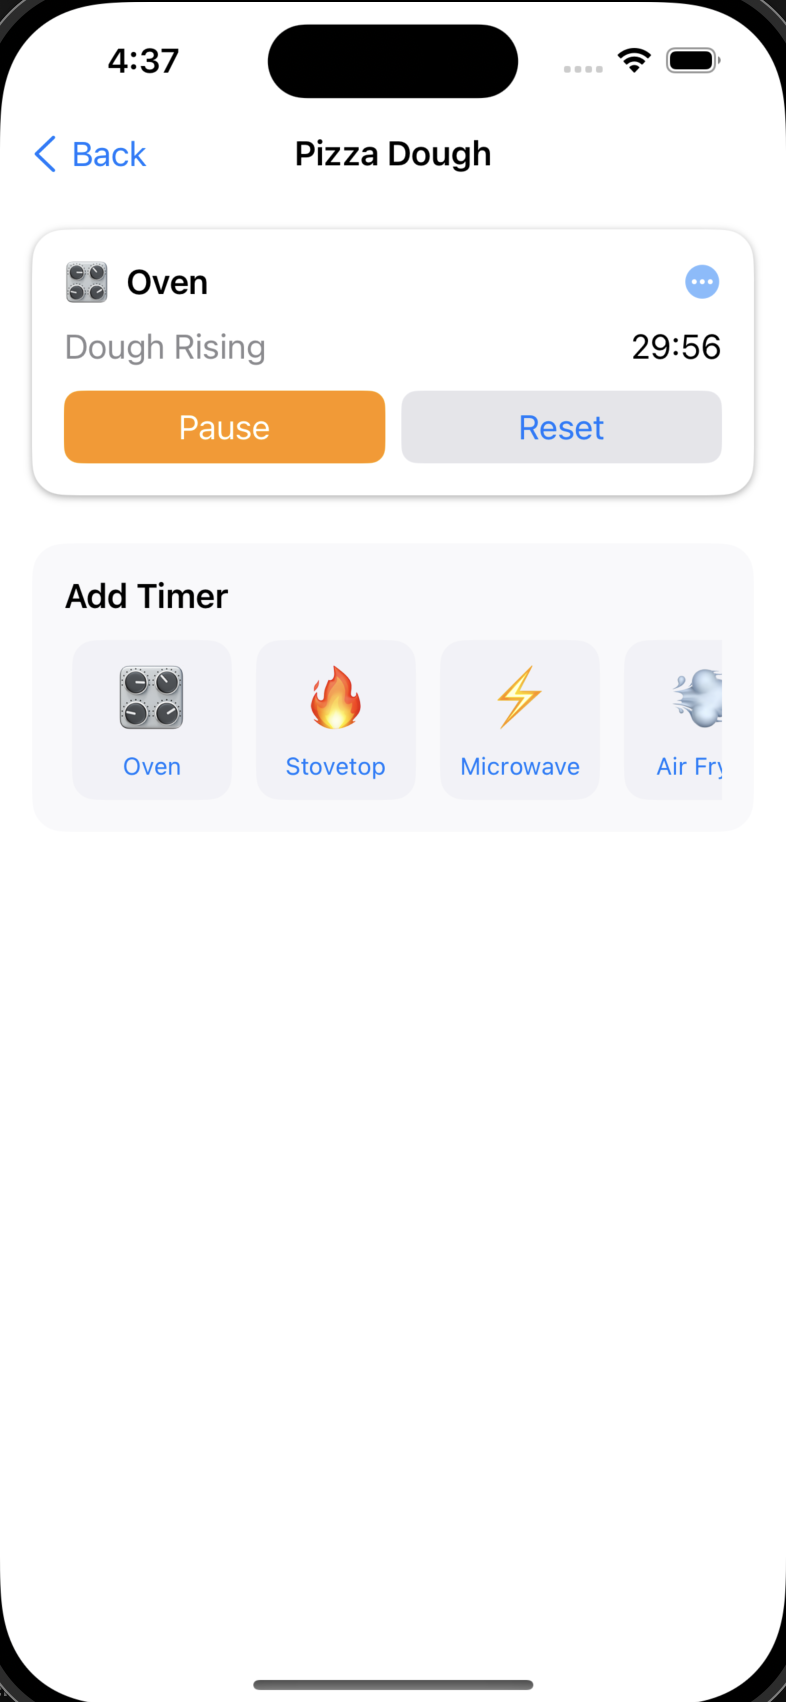 4:37
Back
Pizza Dough
Oven
Dough Rising
29:56
Pause
Reset
Add Timer
Oven
Stovetop
Microwave
Air Fry